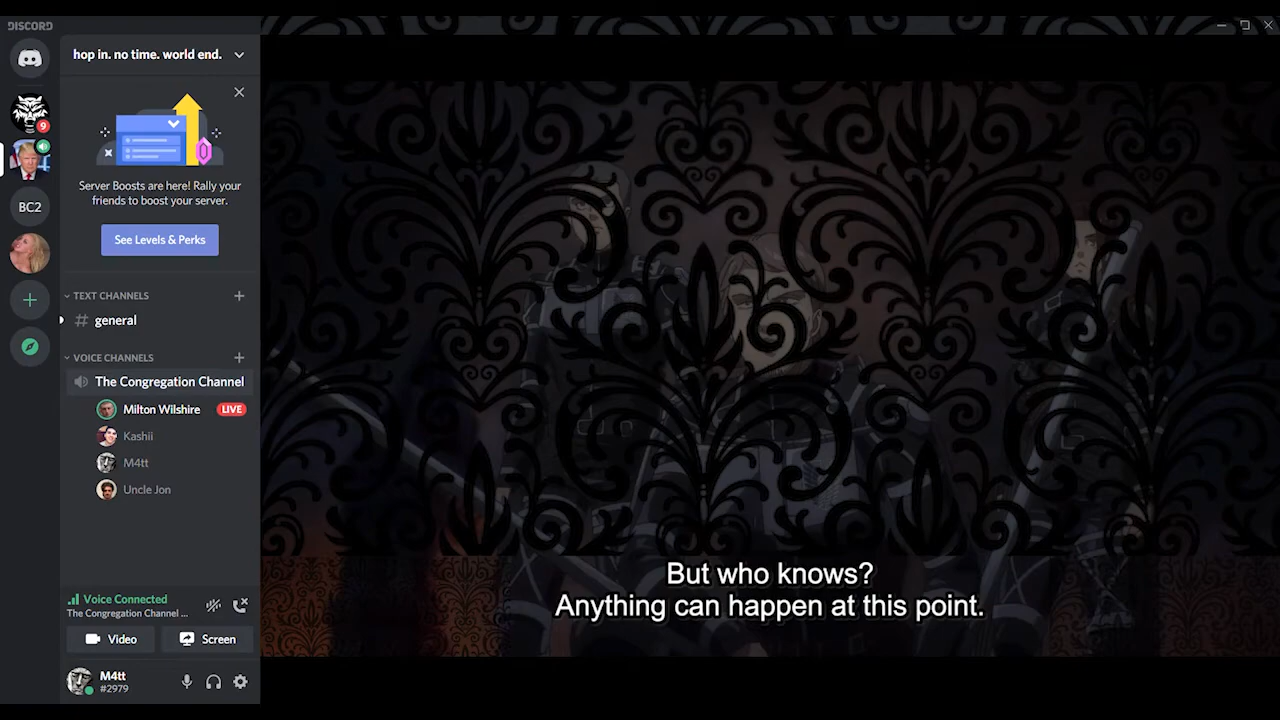 DISCORD
hop in. no time. world end.
9
BC2
Server Boosts are here! Rally your
friends to boost your server.
See Levels & Perks
TEXT CHANNELS
general
VOICE CHANNELS
The Congregation Channel
Milton Wilshire LIVE
Kashii
M4tt
Uncle Jon
Voice Connected
The Congregation Channel ...
Video Screen
M4tt
#2979
But who knows?
Anything can happen at this point.